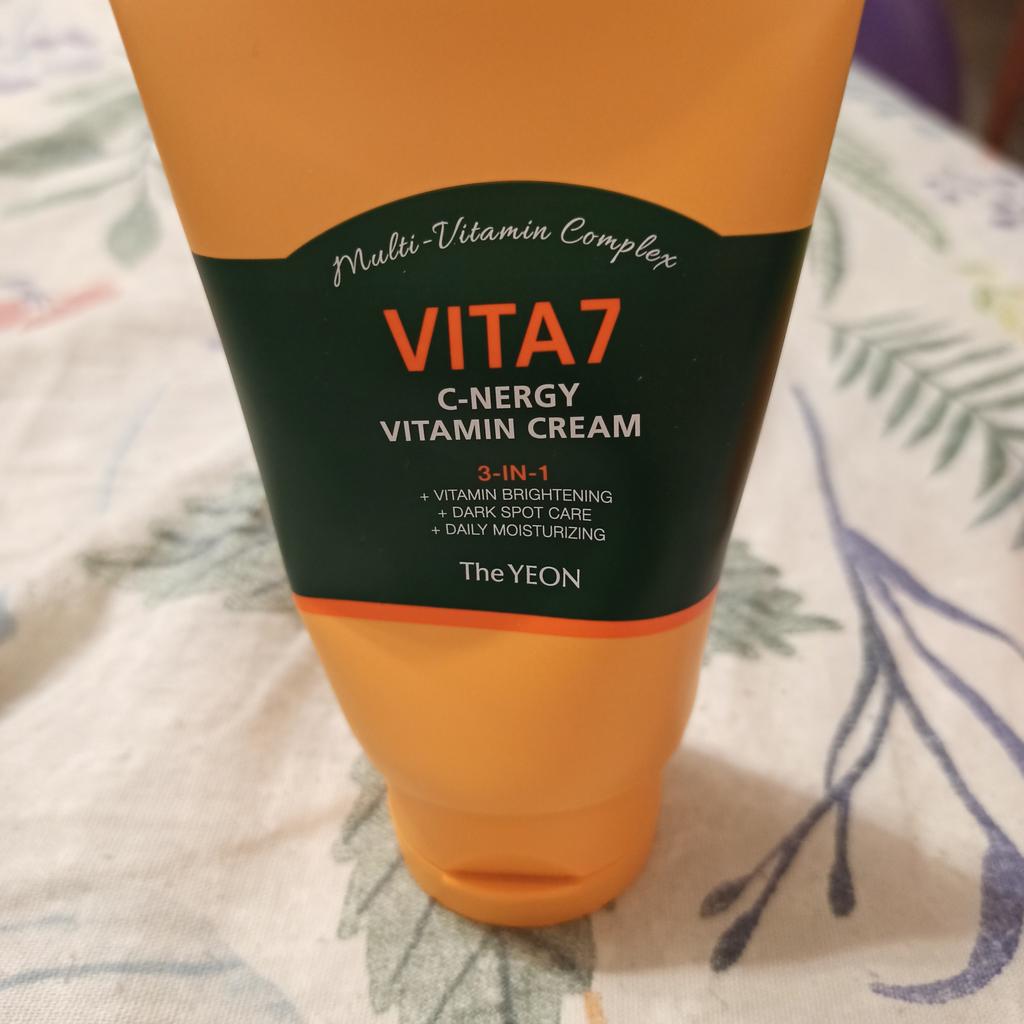 Multi-Vitamin Complex
VITA7
C-NERGY
VITAMIN CREAM
3-IN-1
+ VITAMIN BRIGHTENING
+ DARK SPOT CARE
+ DAILY MOISTURIZING
The YEON